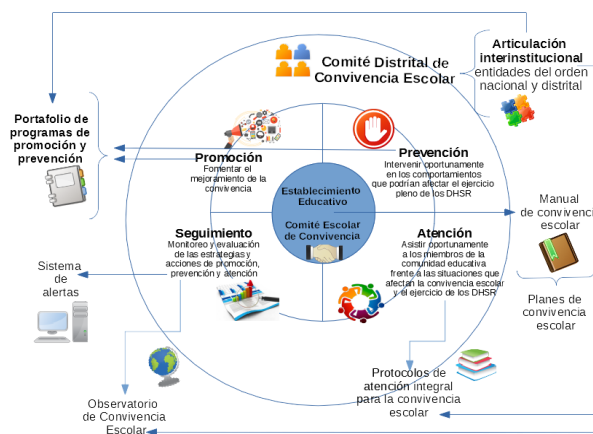 Comité Distrital de
Convivencia Escolar
Articulación
interinstitucional
entidades del orden
nacional y distrital
Portafolio de
programas de
promoción y
prevención
Promoción
Fomentar el
mejoramiento de la
convivencia
Prevención
Intervenir oportunamente
en los comportamientos
que podrían afectar el ejercicio
pleno de los DHSR
Establecimiento
Educativo
Comité Escolar
de Convivencia
Manual
de convivencia
escolar
Seguimiento
Monitoreo y evaluación
de las estrategias y
acciones de promoción,
prevención y atención
Atención
Asistir oportunamente
a los miembros de la
comunidad educativa
frente a las situaciones que
afectan la convivencia escolar
y el ejercicio de los DHSR
Sistema
de
alertas
Planes de
convivencia
escolar
Protocolos de
atención integral
para la convivencia
escolar
Observatorio
de Convivencia
Escolar